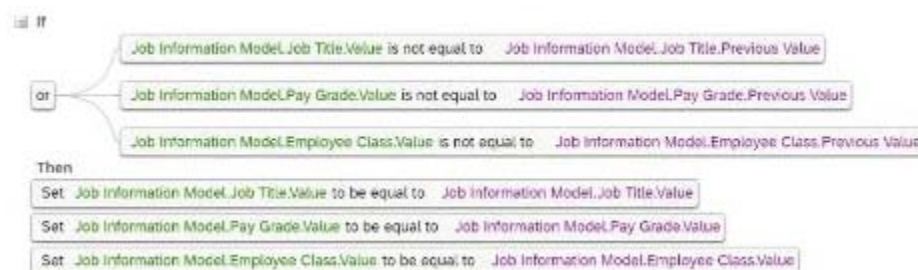 If
Job Information Model.Job Title.Value is not equal to Job Information Model.Job Title.Previous Value
or
Job Information Model.Pay Grade.Value is not equal to Job Information Model.Pay Grade.Previous Value
Job Information Model.Employee Class.Value is not equal to Job Information Model.Employee Class.Previous Value
Then
Set Job Information Model.Job Title.Value to be equal to Job Information Model.Job Title.Value
Set Job Information Model.Pay Grade.Value to be equal to Job Information Model.Pay Grade.Value
Set Job Information Model.Employee Class.Value to be equal to Job Information Model.Employee Class.Value